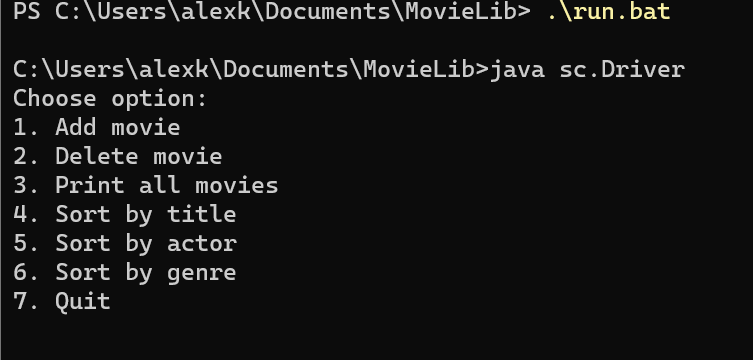 PS C:\Users\alexk\Documents\MovieLib> .\run.bat
C:\Users\alexk\Documents\MovieLib>java sc.Driver
Choose option:
1. Add movie
2. Delete movie
3. Print all movies
4. Sort by title
5. Sort by actor
6. Sort by genre
7. Quit